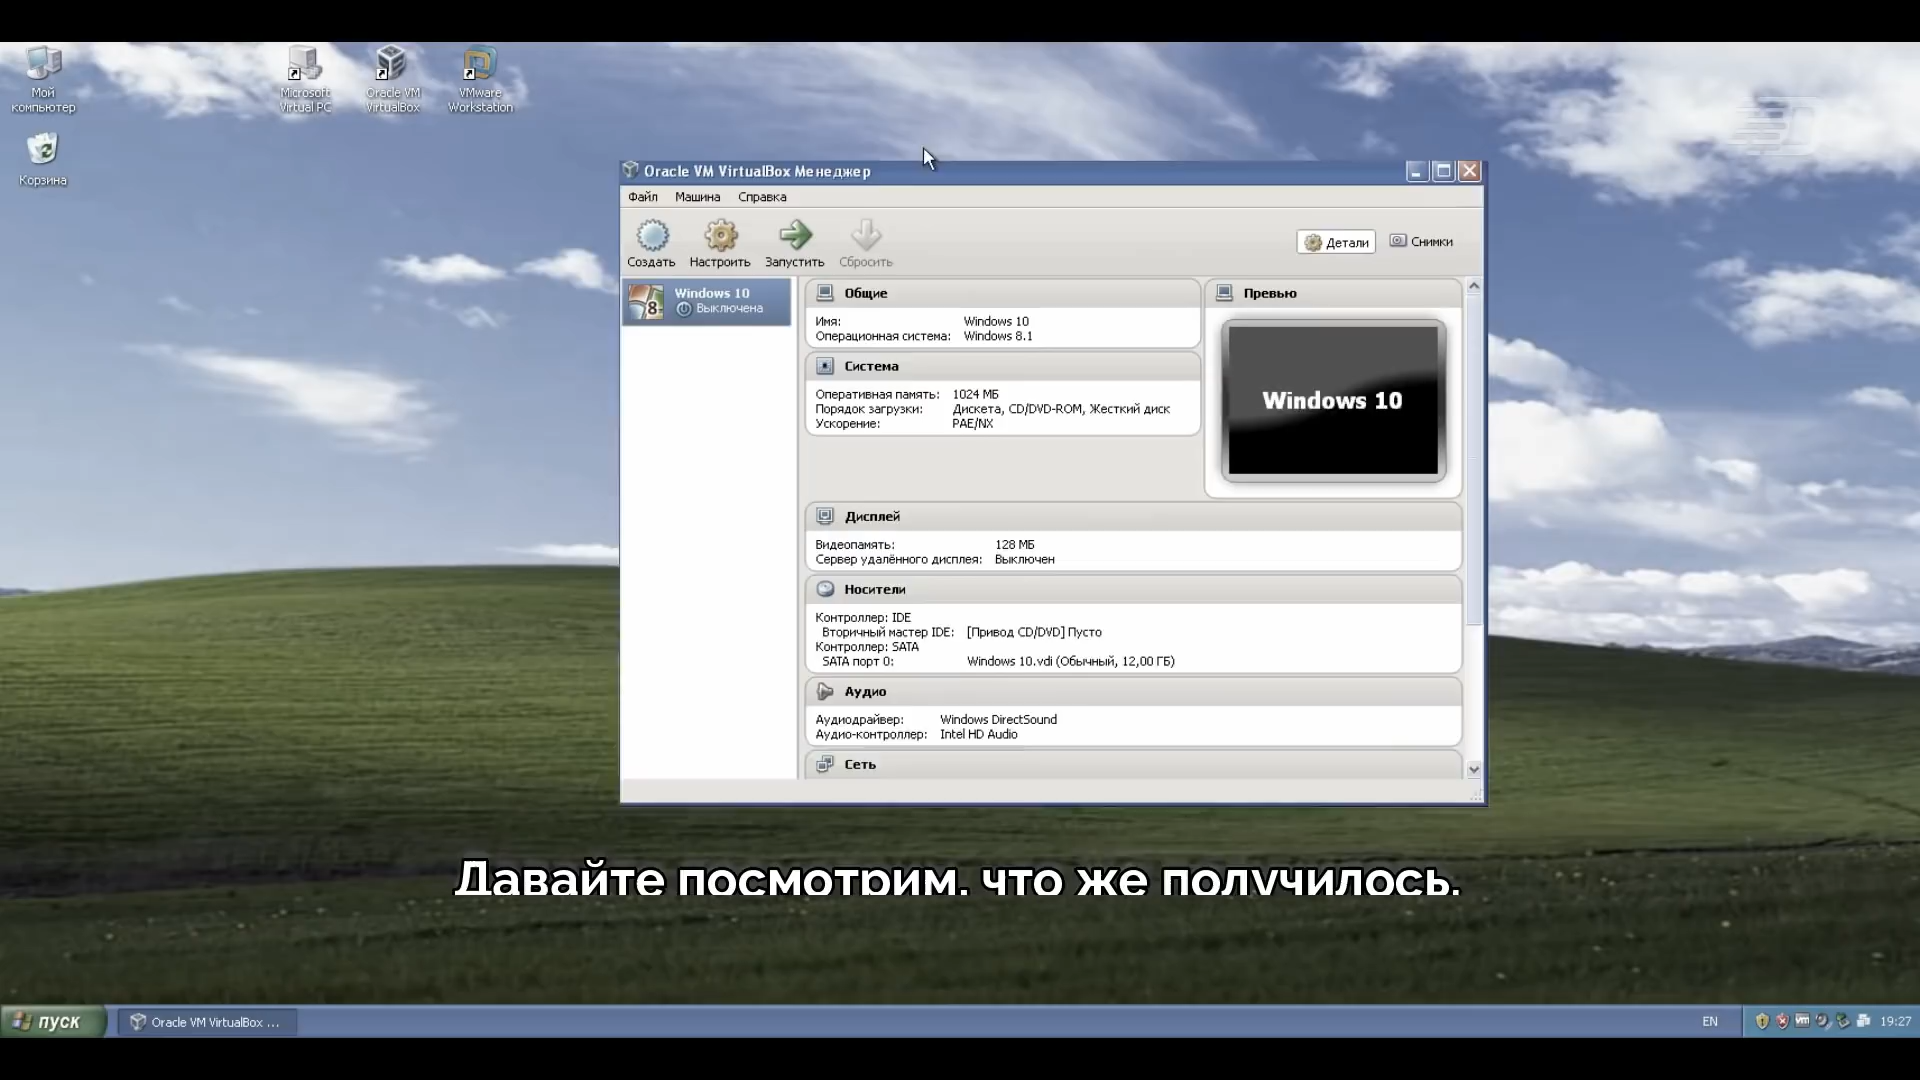 Мой
компьютер
Microsoft
Virtual PC
Oracle VM
VirtualBox
VMware
Workstation
Корзина
Oracle VM VirtualBox Менеджер
Файл Машина Справка
Создать Настроить Запустить Сбросить
Детали Снимки
Windows 10
Выключена
8
Общие
Имя: Windows 10
Операционная система: Windows 8.1
Система
Оперативная память: 1024 МБ
Порядок загрузки: Дискета, CD/DVD-ROM, Жесткий диск
Ускорение: PAE/NX
Превью
Windows 10
Дисплей
Видеопамять: 128 МБ
Сервер удалённого дисплея: Выключен
Носители
Контроллер: IDE
Вторичный мастер IDE: [Привод CD/DVD] Пусто
Контроллер: SATA
SATA порт 0: Windows 10.vdi (Обычный, 12,00 ГБ)
Аудио
Аудиодрайвер: Windows DirectSound
Аудио-контроллер: Intel HD Audio
Сеть
Давайте посмотрим, что же получилось.
пуск
Oracle VM VirtualBox ...
EN
19:27